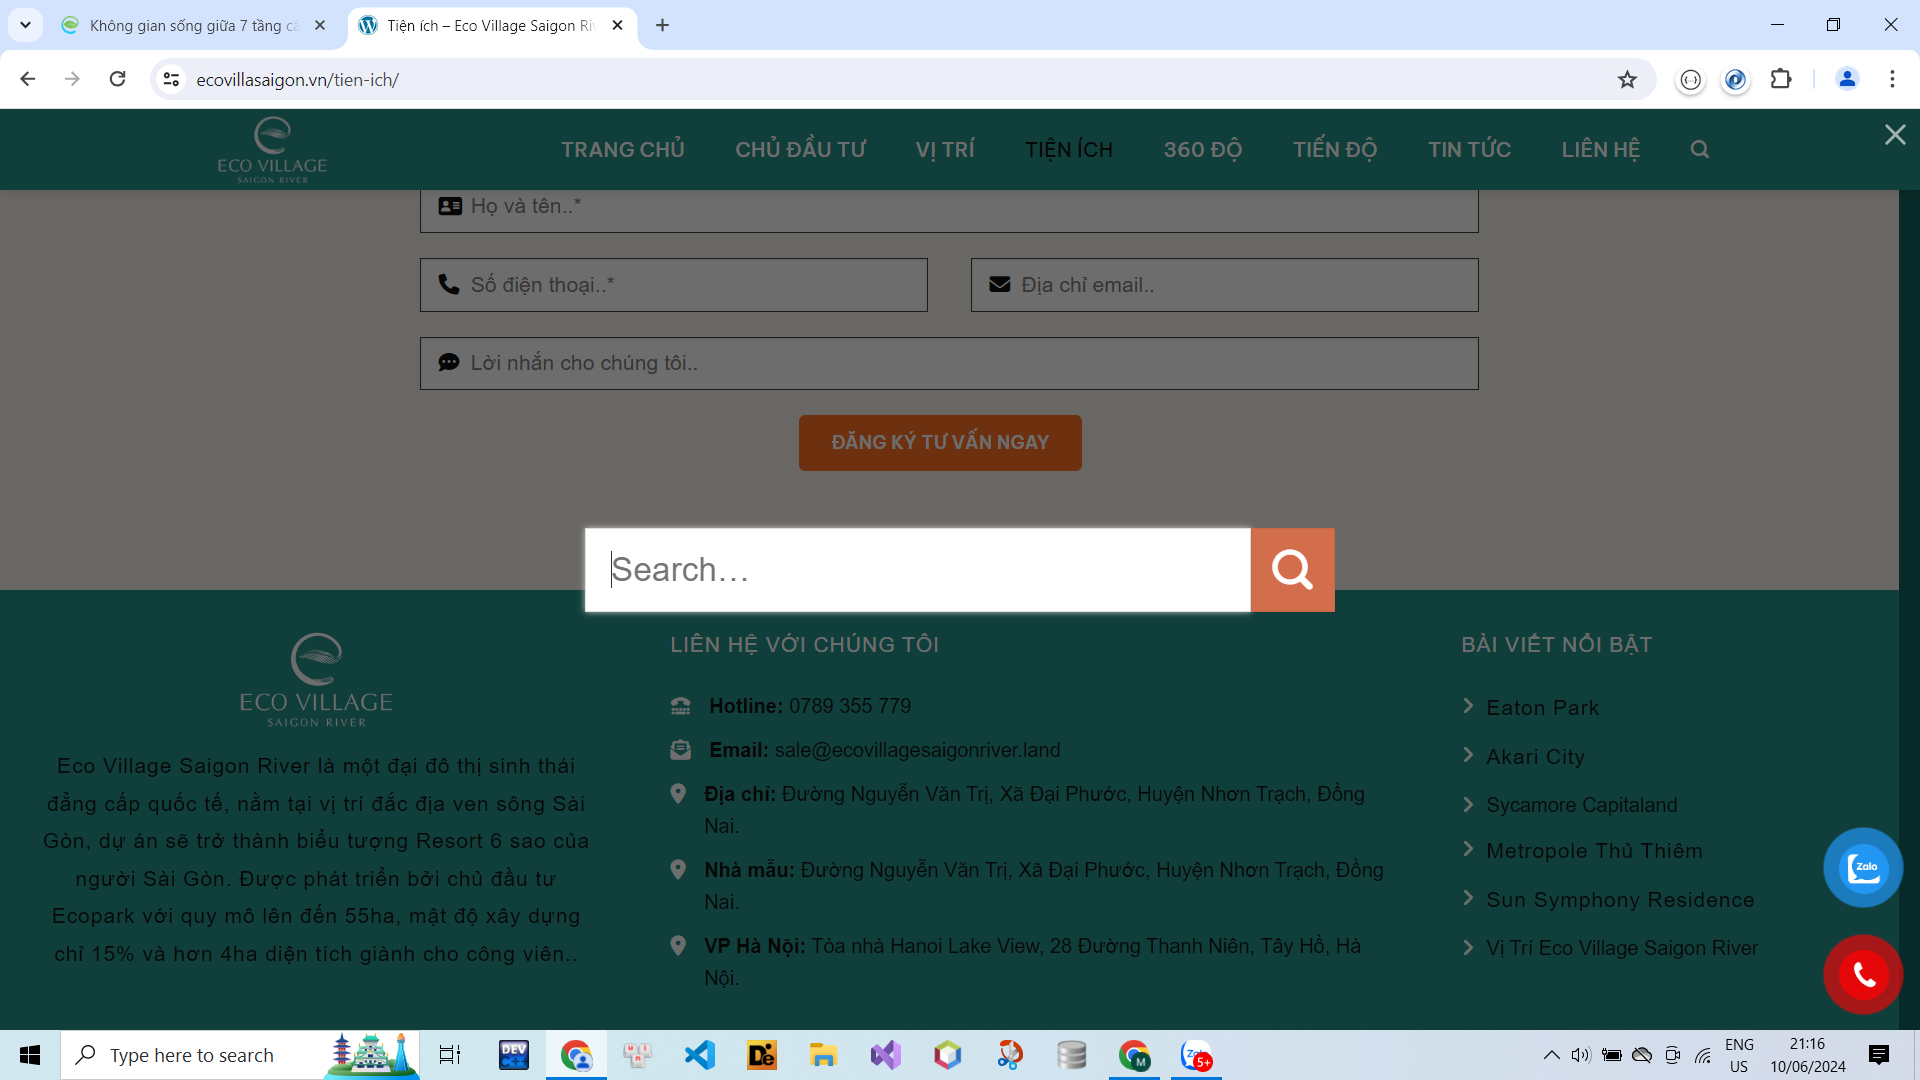 Không gian sống giữa 7 tầng câ
Tiện ích – Eco Village Saigon Riv
ecovillasaigon.vn/tien-ich/
ECO VILLAGE
SAIGON RIVER
TRANG CHỦ
CHỦ ĐẦU TƯ
VỊ TRÍ
TIỆN ÍCH
360 ĐỘ
TIẾN ĐỘ
TIN TỨC
LIÊN HỆ
Họ và tên..*
Số điện thoại..*
Địa chỉ email..
Lời nhắn cho chúng tôi..
ĐĂNG KÝ TƯ VẤN NGAY
Search…
ECO VILLAGE
SAIGON RIVER
Eco Village Saigon River là một đại đô thị sinh thái
đẳng cấp quốc tế, nằm tại vị trí đắc địa ven sông Sài
Gòn, dự án sẽ trở thành biểu tượng Resort 6 sao của
người Sài Gòn. Được phát triển bởi chủ đầu tư
Ecopark với quy mô lên đến 55ha, mật độ xây dựng
chỉ 15% và hơn 4ha diện tích giành cho công viên..
LIÊN HỆ VỚI CHÚNG TÔI
Hotline: 0789 355 779
Email: sale@ecovillagesaigonriver.land
Địa chỉ: Đường Nguyễn Văn Trị, Xã Đại Phước, Huyện Nhơn Trạch, Đồng
Nai.
Nhà mẫu: Đường Nguyễn Văn Trị, Xã Đại Phước, Huyện Nhơn Trạch, Đồng
Nai.
VP Hà Nội: Tòa nhà Hanoi Lake View, 28 Đường Thanh Niên, Tây Hồ, Hà
Nội.
BÀI VIẾT NỔI BẬT
Eaton Park
Akari City
Sycamore Capitaland
Metropole Thủ Thiêm
Sun Symphony Residence
Vị Trí Eco Village Saigon River
Zalo
Type here to search
DEV
C++
De
M
Za
5+
ENG
US
21:16
10/06/2024